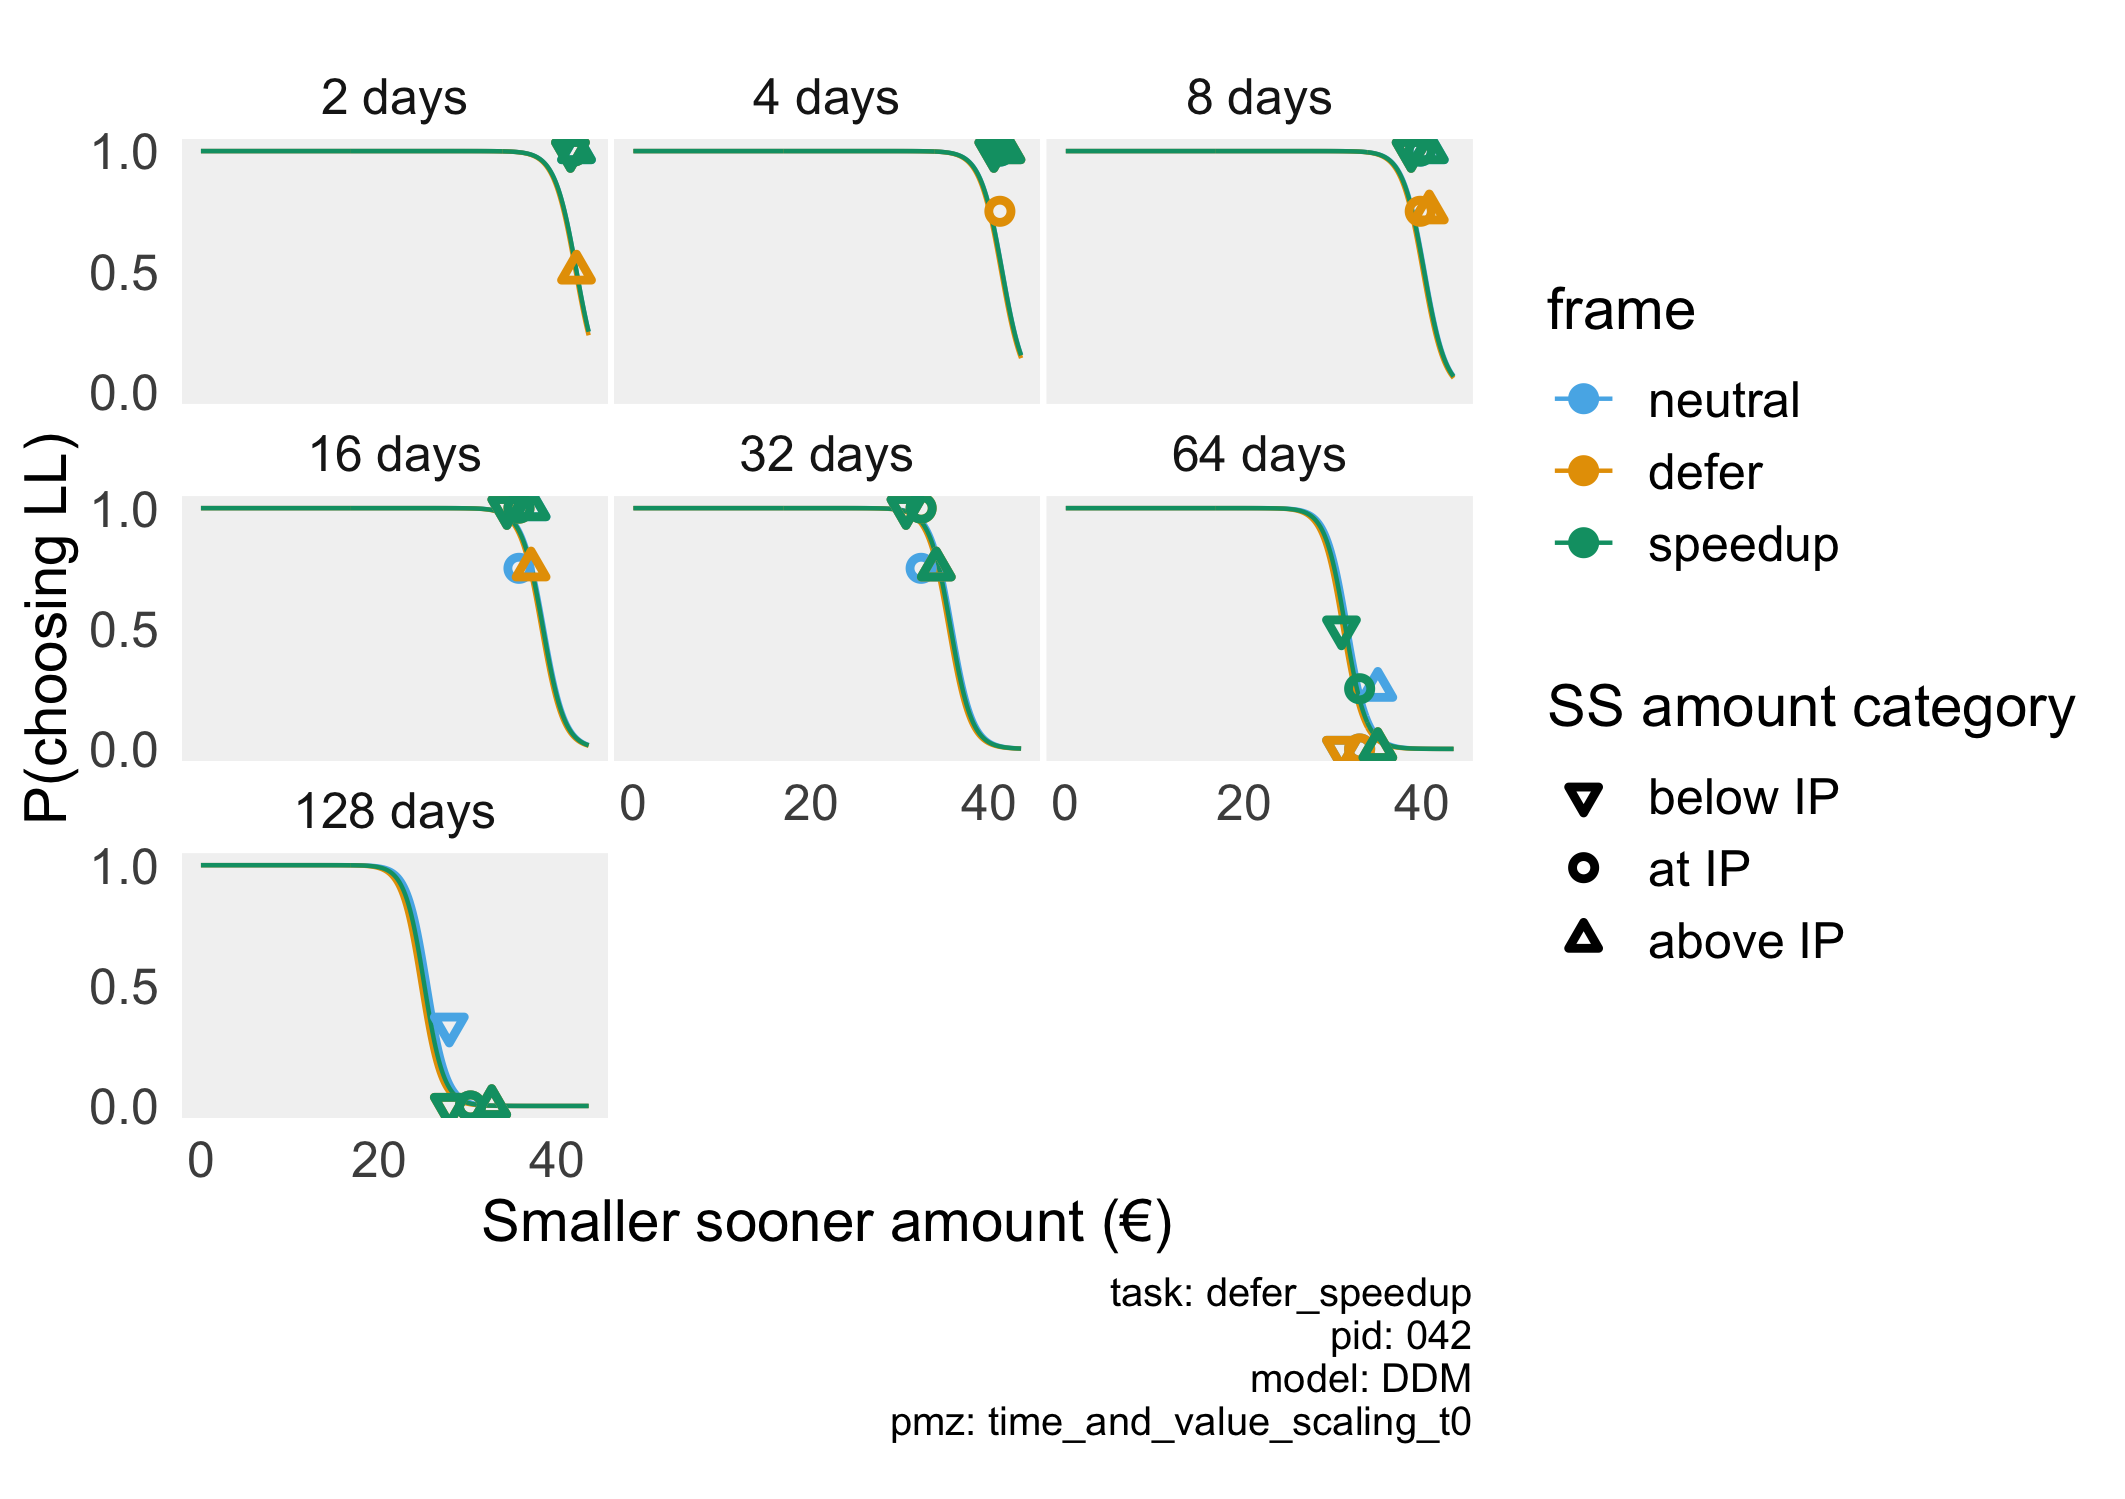 2 days
4 days
8 days
1.0
0.5
0.0
16 days
32 days
64 days
1.0
0.5
0.0
0
20
40
0
20
40
128 days
1.0
0.5
0.0
0
20
40
P(choosing LL)
Smaller sooner amount (€)
frame
neutral
defer
speedup
SS amount category
below IP
at IP
above IP
task: defer_speedup
pid: 042
model: DDM
pmz: time_and_value_scaling_t0